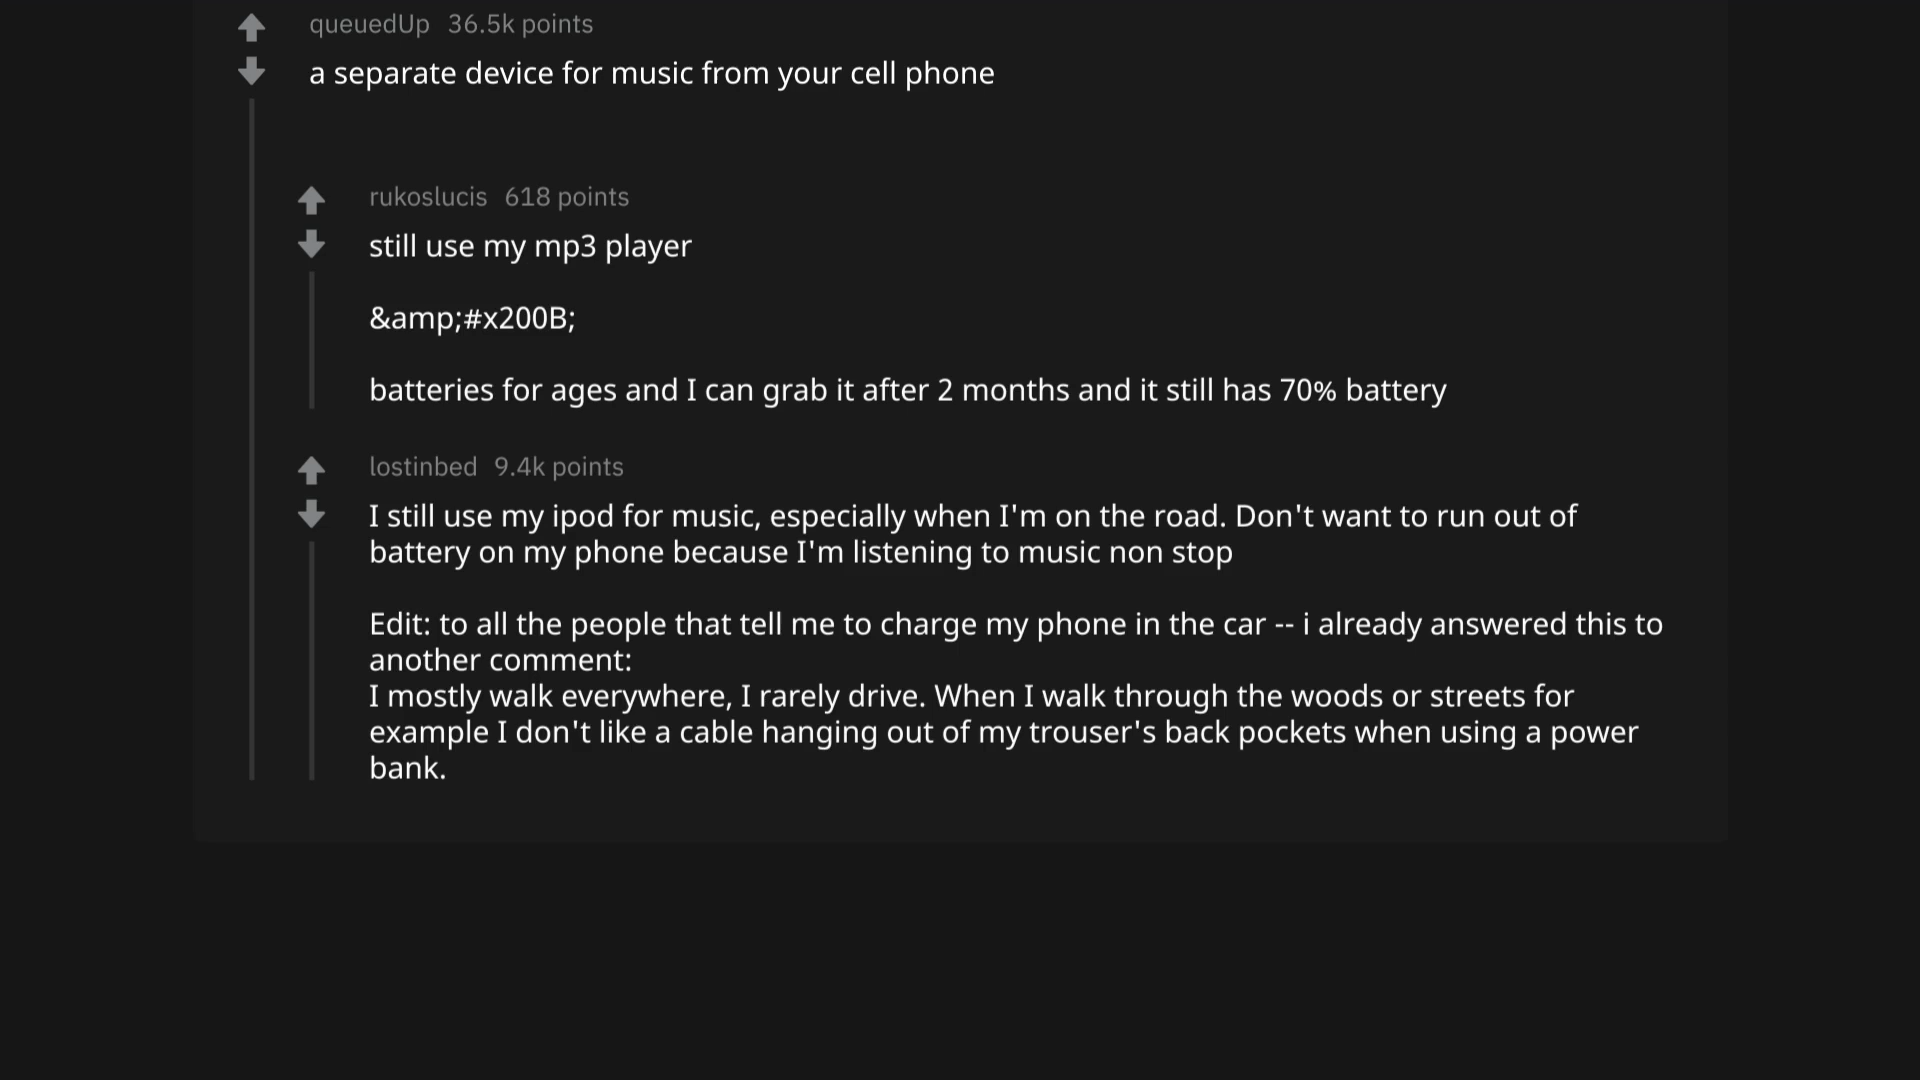 queuedUp 36.5k points
a separate device for music from your cell phone
rukoslucis 618 points
still use my mp3 player
&amp;#x200B;
batteries for ages and I can grab it after 2 months and it still has 70% battery
lostinbed 9.4k points
I still use my ipod for music, especially when I'm on the road. Don't want to run out of
battery on my phone because I'm listening to music non stop
Edit: to all the people that tell me to charge my phone in the car -- i already answered this to
another comment:
I mostly walk everywhere, I rarely drive. When I walk through the woods or streets for
example I don't like a cable hanging out of my trouser's back pockets when using a power
bank.